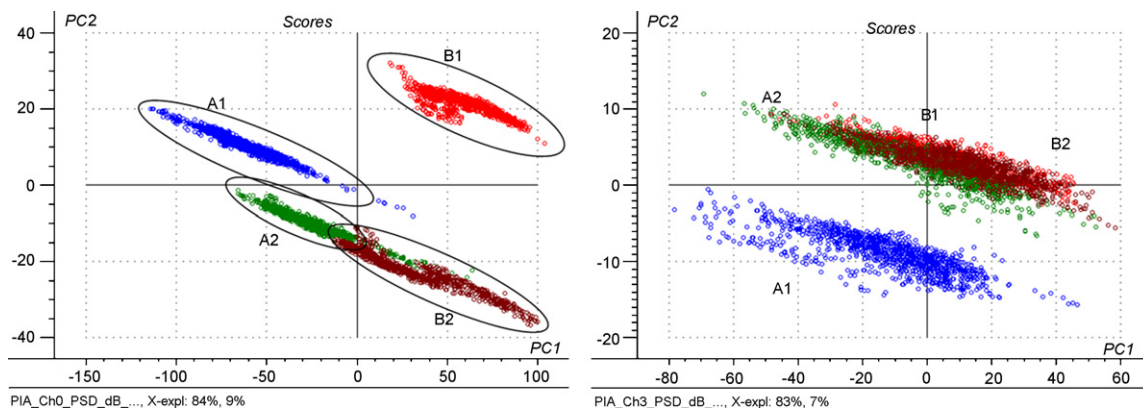 PC2
Scores
40
20
0
-20
-40
A1
B1
A2
B2
PC1
-150
-100
-50
0
50
100
PIA_Ch0_PSD_dB_..., X-expl: 84%, 9%
PC2
Scores
20
10
0
-10
-20
A2
B1
B2
A1
PC1
-80
-60
-40
-20
0
20
40
60
PIA_Ch3_PSD_dB_..., X-expl: 83%, 7%